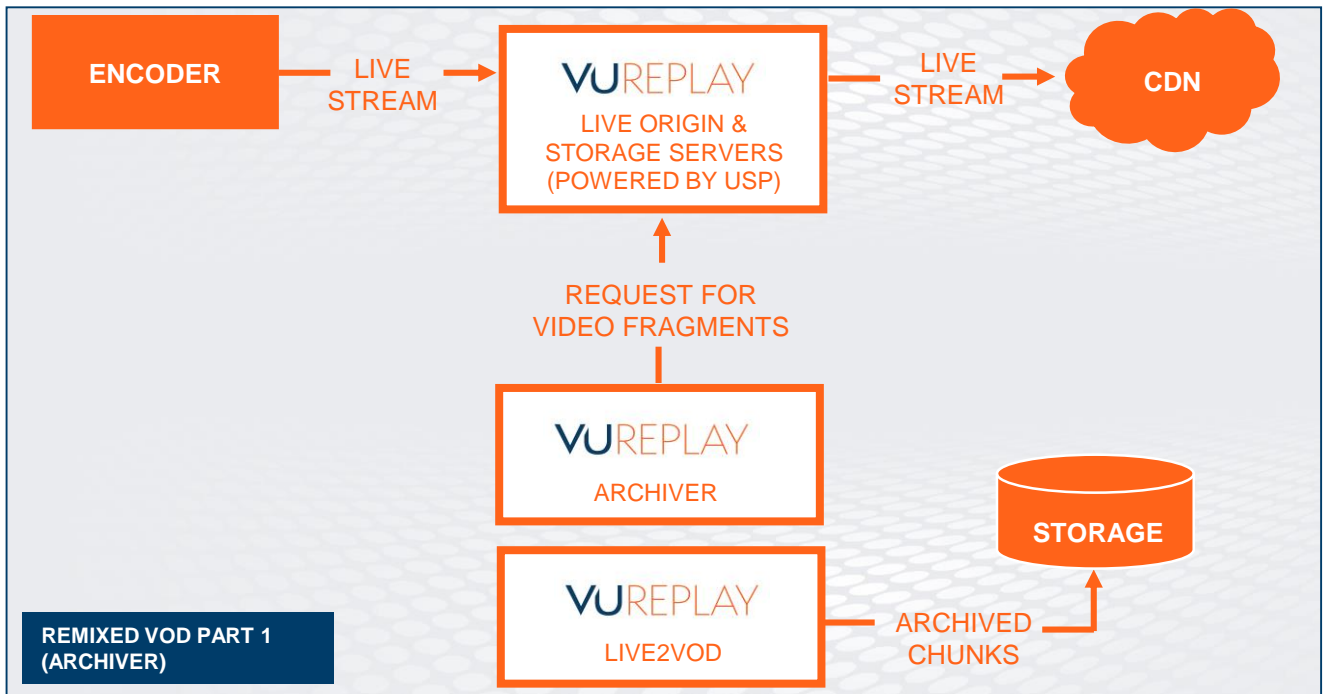 ENCODER
LIVE
STREAM
VUREPLAY
LIVE ORIGIN &
STORAGE SERVERS
(POWERED BY USP)
LIVE
STREAM
CDN
REQUEST FOR
VIDEO FRAGMENTS
VUREPLAY
ARCHIVER
VUREPLAY
LIVE2VOD
ARCHIVED
CHUNKS
STORAGE
REMIXED VOD PART 1
(ARCHIVER)